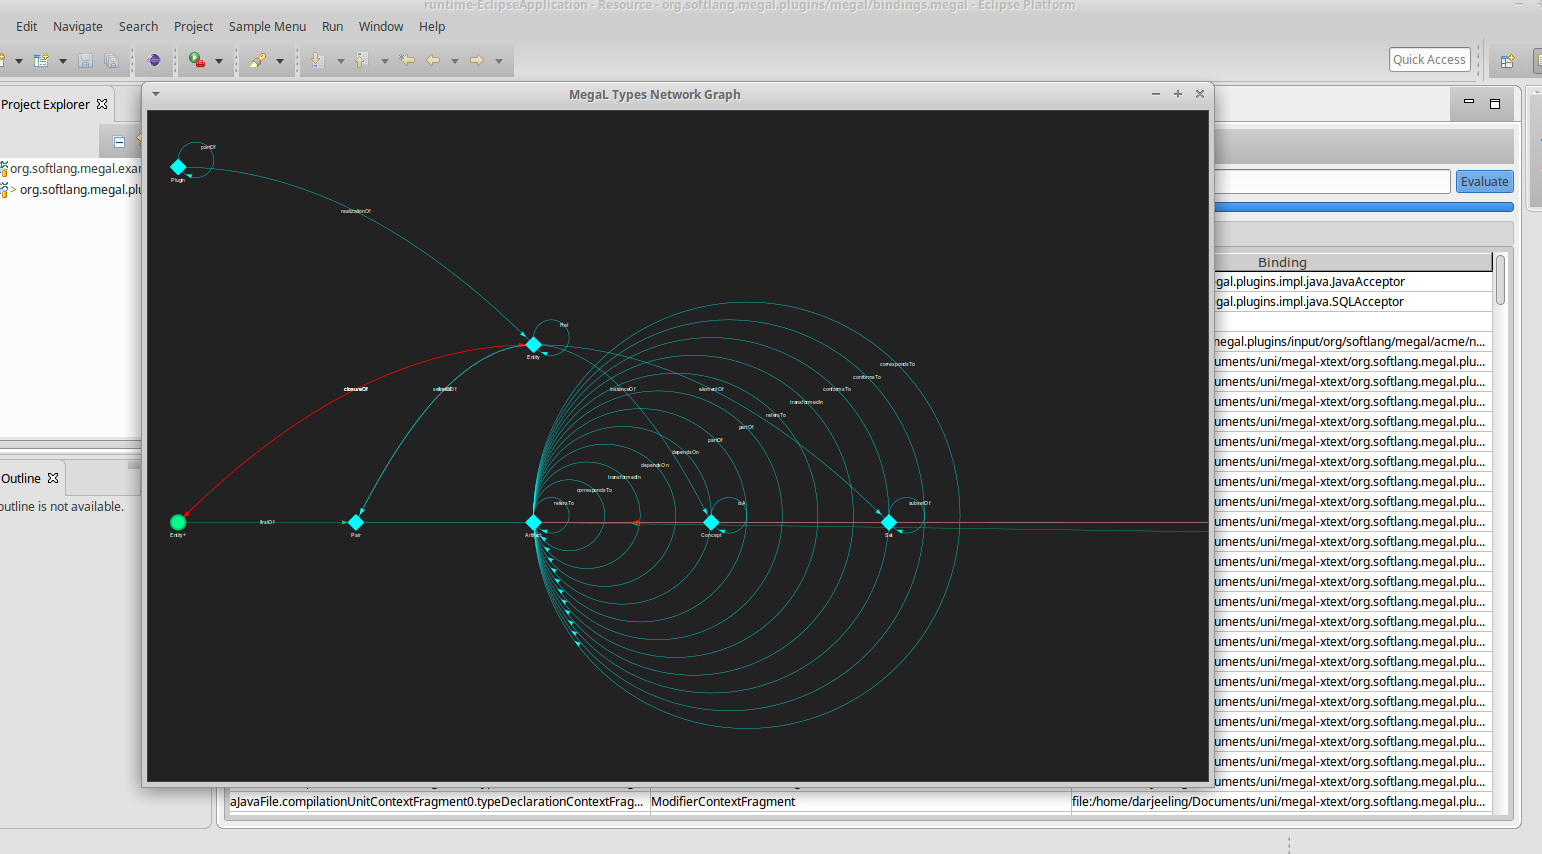 runtime-EclipseApplication - Resource - org.softlang.megal.plugins/megal/bindings.megal - Eclipse Platform
Edit Navigate Search Project Sample Menu Run Window Help
Quick Access
Project Explorer
MegaL Types Network Graph
org.softlang.megal.exar
> org.softlang.megal.plu
Evaluate
partOf
Plugin
realizationOf
Binding
gal.plugins.impl.java.JavaAcceptor
gal.plugins.impl.java.SQLAcceptor
Rel
Entity
negal.plugins/input/org/softlang/megal/acme/n...
uments/uni/megal-xtext/org.softlang.megal.plu...
correspondsTo
conformsTo
uments/uni/megal-xtext/org.softlang.megal.plu...
closureOf
instanceOf
elementOf
conformsTo
uments/uni/megal-xtext/org.softlang.megal.plu...
transformedIn
refersTo
uments/uni/megal-xtext/org.softlang.megal.plu...
partOf
uments/uni/megal-xtext/org.softlang.megal.plu...
partOf
dependsOn
uments/uni/megal-xtext/org.softlang.megal.plu...
dependsOn
transformedIn
uments/uni/megal-xtext/org.softlang.megal.plu...
Outline
correspondsTo
uments/uni/megal-xtext/org.softlang.megal.plu...
outline is not available.
refersTo
isA
subsetOf
uments/uni/megal-xtext/org.softlang.megal.plu...
firstOf
uments/uni/megal-xtext/org.softlang.megal.plu...
Entity+
Pair
Artifact
Concept
Set
uments/uni/megal-xtext/org.softlang.megal.plu...
uments/uni/megal-xtext/org.softlang.megal.plu...
uments/uni/megal-xtext/org.softlang.megal.plu...
uments/uni/megal-xtext/org.softlang.megal.plu...
uments/uni/megal-xtext/org.softlang.megal.plu...
uments/uni/megal-xtext/org.softlang.megal.plu...
uments/uni/megal-xtext/org.softlang.megal.plu...
uments/uni/megal-xtext/org.softlang.megal.plu...
uments/uni/megal-xtext/org.softlang.megal.plu...
uments/uni/megal-xtext/org.softlang.megal.plu...
uments/uni/megal-xtext/org.softlang.megal.plu...
uments/uni/megal-xtext/org.softlang.megal.plu...
aJavaFile.compilationUnitContextFragment0.typeDeclarationContextFrag... ModifierContextFragment file:/home/darjeeling/Documents/uni/megal-xtext/org.softlang.megal.plu...